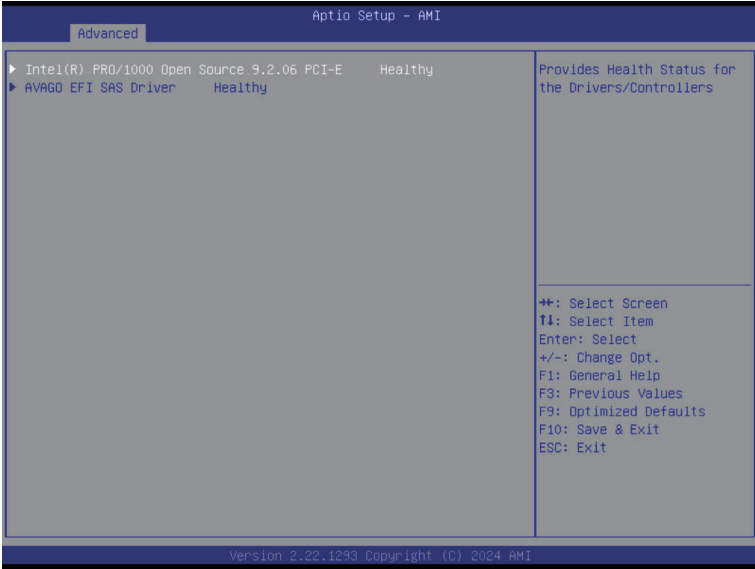 Aptio Setup - AMI
Advanced
Intel(R) PRO/1000 Open Source 9.2.06 PCI-E Healthy
AVAGO EFI SAS Driver Healthy
Provides Health Status for
the Drivers/Controllers
→←: Select Screen
↑↓: Select Item
Enter: Select
+/-: Change Opt.
F1: General Help
F3: Previous Values
F9: Optimized Defaults
F10: Save & Exit
ESC: Exit
Version 2.22.1293 Copyright (C) 2024 AMI